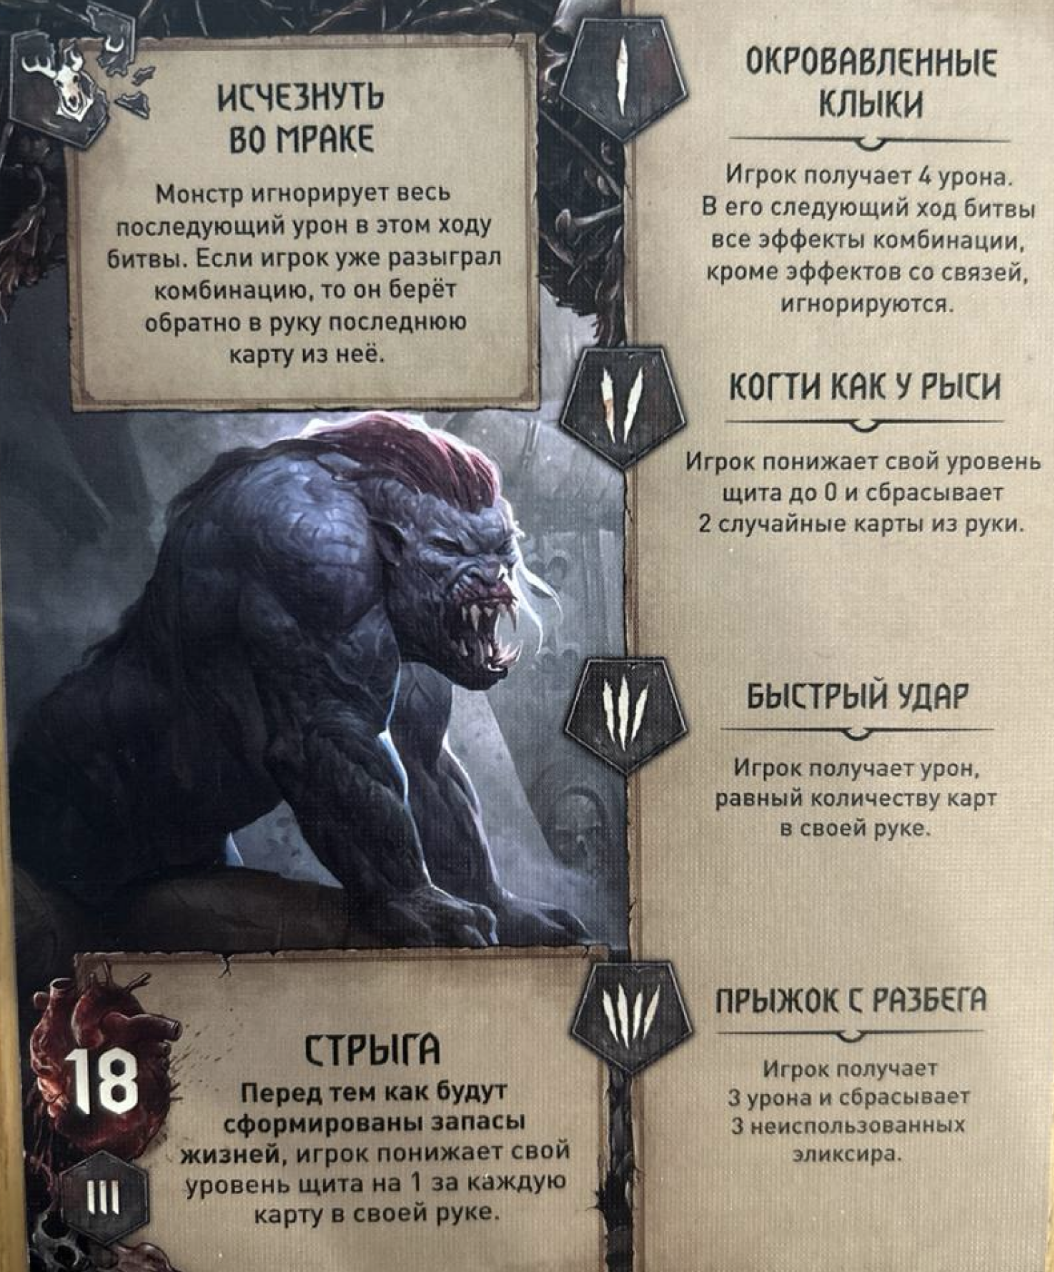 ИСЧЕЗНУТЬ
ВО МРАКЕ
Монстр игнорирует весь
последующий урон в этом ходу
битвы. Если игрок уже разыграл
комбинацию, то он берёт
обратно в руку последнюю
карту из неё.
ОКРОВАВЛЕННЫЕ
КЛЫКИ
Игрок получает 4 урона.
В его следующий ход битвы
все эффекты комбинации,
кроме эффектов со связей,
игнорируются.
КОГТИ КАК У РЫСИ
Игрок понижает свой уровень
щита до 0 и сбрасывает
2 случайные карты из руки.
БЫСТРЫЙ УДАР
Игрок получает урон,
равный количеству карт
в своей руке.
ПРЫЖОК С РАЗБЕГА
Игрок получает
3 урона и сбрасывает
3 неиспользованных
эликсира.
18
III
СТРЫГА
Перед тем как будут
сформированы запасы
жизней, игрок понижает свой
уровень щита на 1 за каждую
карту в своей руке.